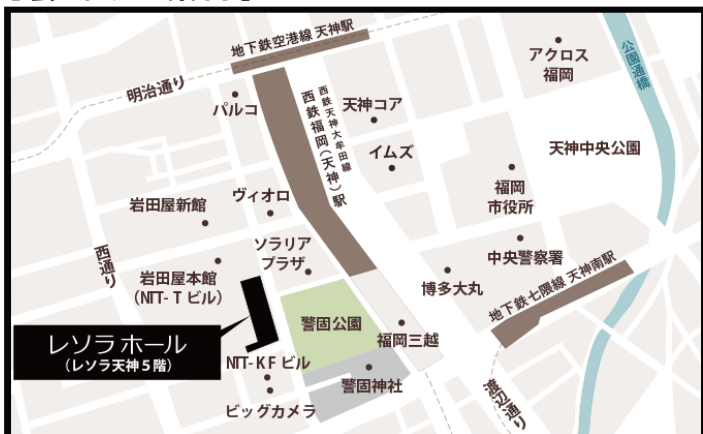 地下鉄空港線 天神駅
明治通り
パルコ
西鉄天神大牟田線
西鉄福岡(天神)駅
天神コア
イムズ
アクロス
福岡
公園通橋
天神中央公園
福岡
市役所
中央警察署
地下鉄七隈線 天神南駅
博多大丸
岩田屋新館
ヴィオロ
西通り
岩田屋本館
(NTT-Tビル)
ソラリア
プラザ
警固公園
福岡三越
レソラホール
(レソラ天神5階)
NTT-KFビル
ビッグカメラ
警固神社
渡辺通り